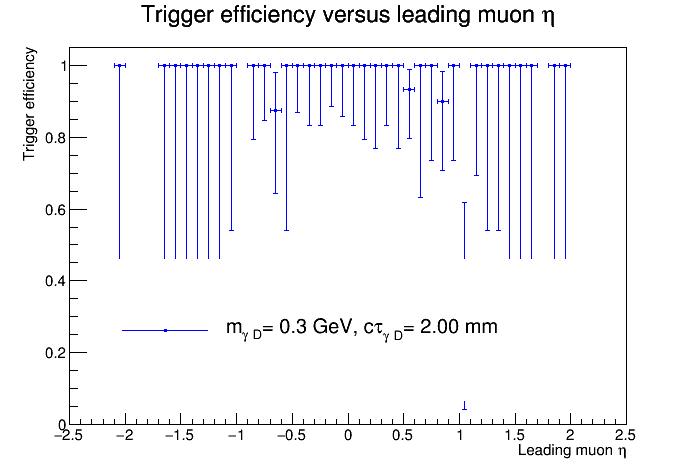 Trigger efficiency versus leading muon η
Trigger efficiency
1
0.8
0.6
0.4
0.2
0
mγ D= 0.3 GeV, cτγ D= 2.00 mm
−2.5 −2 −1.5 −1 −0.5 0 0.5 1 1.5 2 2.5
Leading muon η